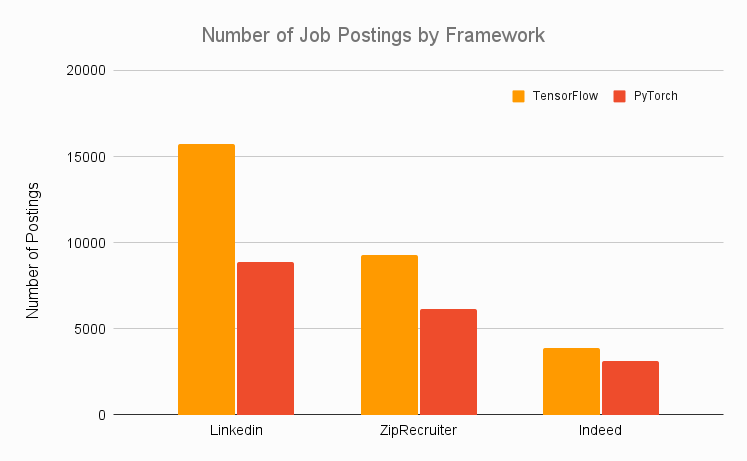 Number of Job Postings by Framework
20000
TensorFlow PyTorch
15000
10000
5000
0
Number of Postings
Linkedin ZipRecruiter Indeed